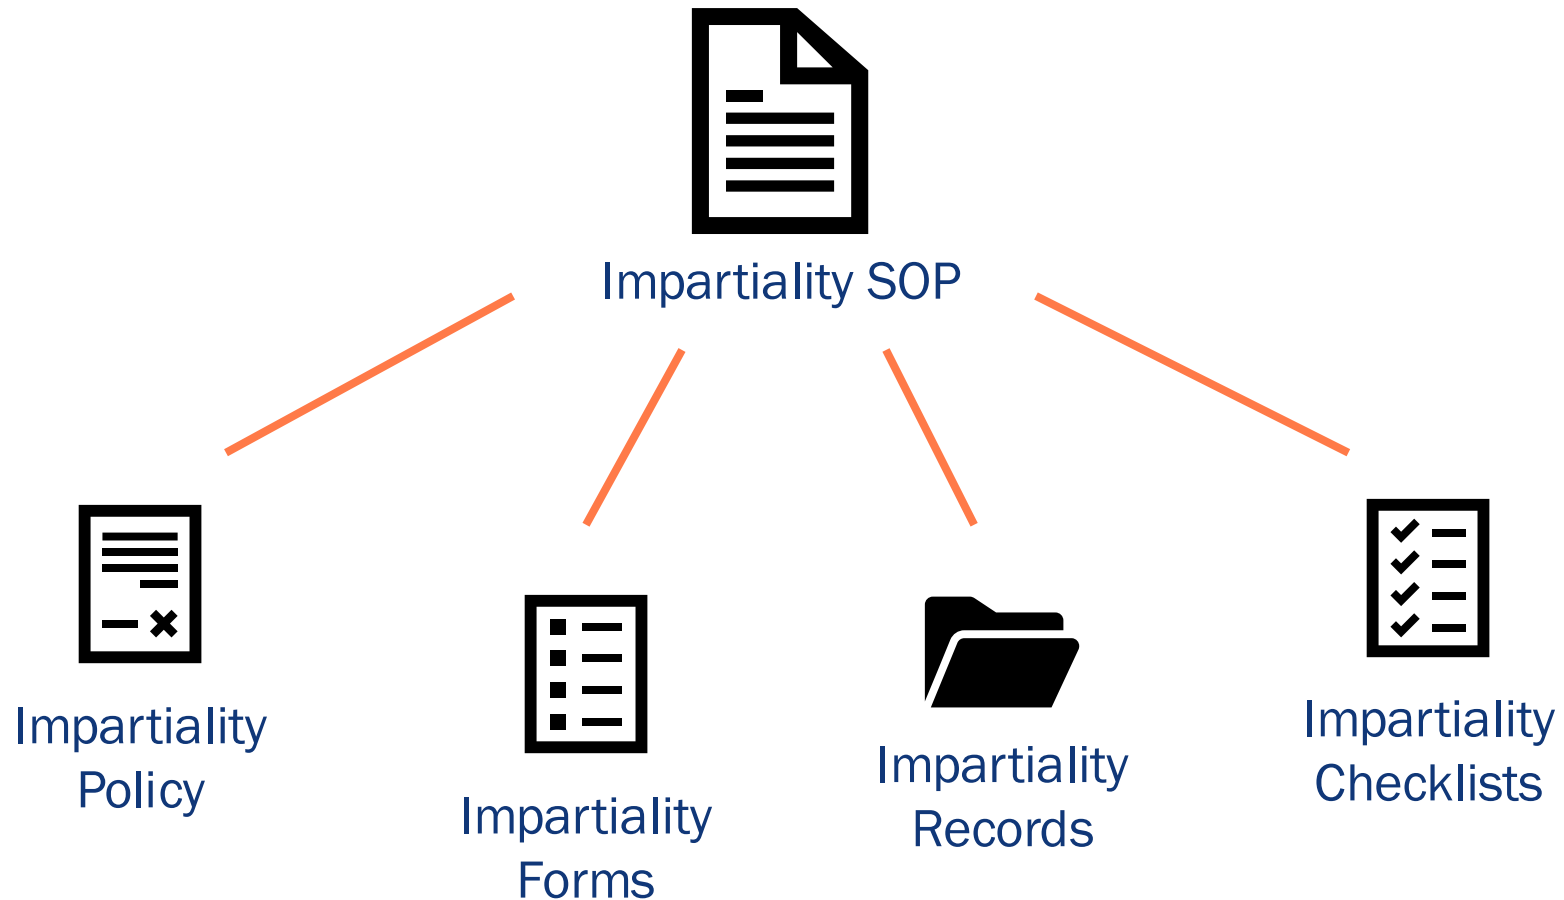 Impartiality SOP
Impartiality
Policy
Impartiality
Forms
Impartiality
Records
Impartiality
Checklists